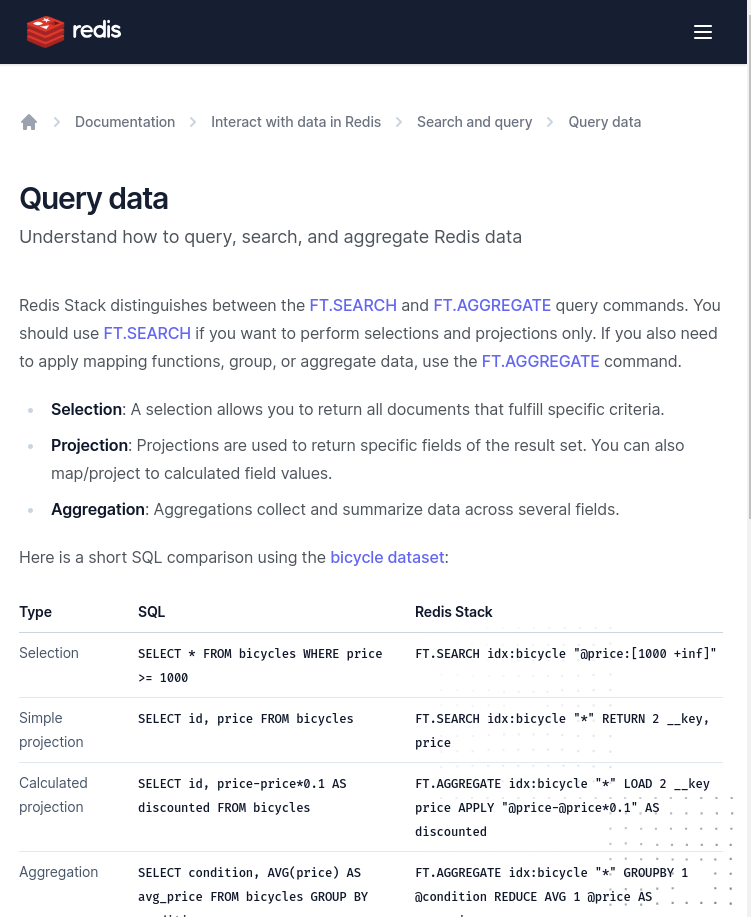 redis
Documentation Interact with data in Redis Search and query Query data
Query data
Understand how to query, search, and aggregate Redis data
Redis Stack distinguishes between the FT.SEARCH and FT.AGGREGATE query commands. You
should use FT.SEARCH if you want to perform selections and projections only. If you also need
to apply mapping functions, group, or aggregate data, use the FT.AGGREGATE command.
Selection: A selection allows you to return all documents that fulfill specific criteria.
Projection: Projections are used to return specific fields of the result set. You can also
map/project to calculated field values.
Aggregation: Aggregations collect and summarize data across several fields.
Here is a short SQL comparison using the bicycle dataset:
Type SQL Redis Stack
Selection SELECT * FROM bicycles WHERE price FT.SEARCH idx:bicycle "@price:[1000 +inf]"
>= 1000
Simple SELECT id, price FROM bicycles FT.SEARCH idx:bicycle "*" RETURN 2 __key,
projection price
Calculated SELECT id, price-price*0.1 AS FT.AGGREGATE idx:bicycle "*" LOAD 2 __key
projection discounted FROM bicycles price APPLY "@price-@price*0.1" AS
discounted
Aggregation SELECT condition, AVG(price) AS FT.AGGREGATE idx:bicycle "*" GROUPBY 1
avg_price FROM bicycles GROUP BY @condition REDUCE AVG 1 @price AS